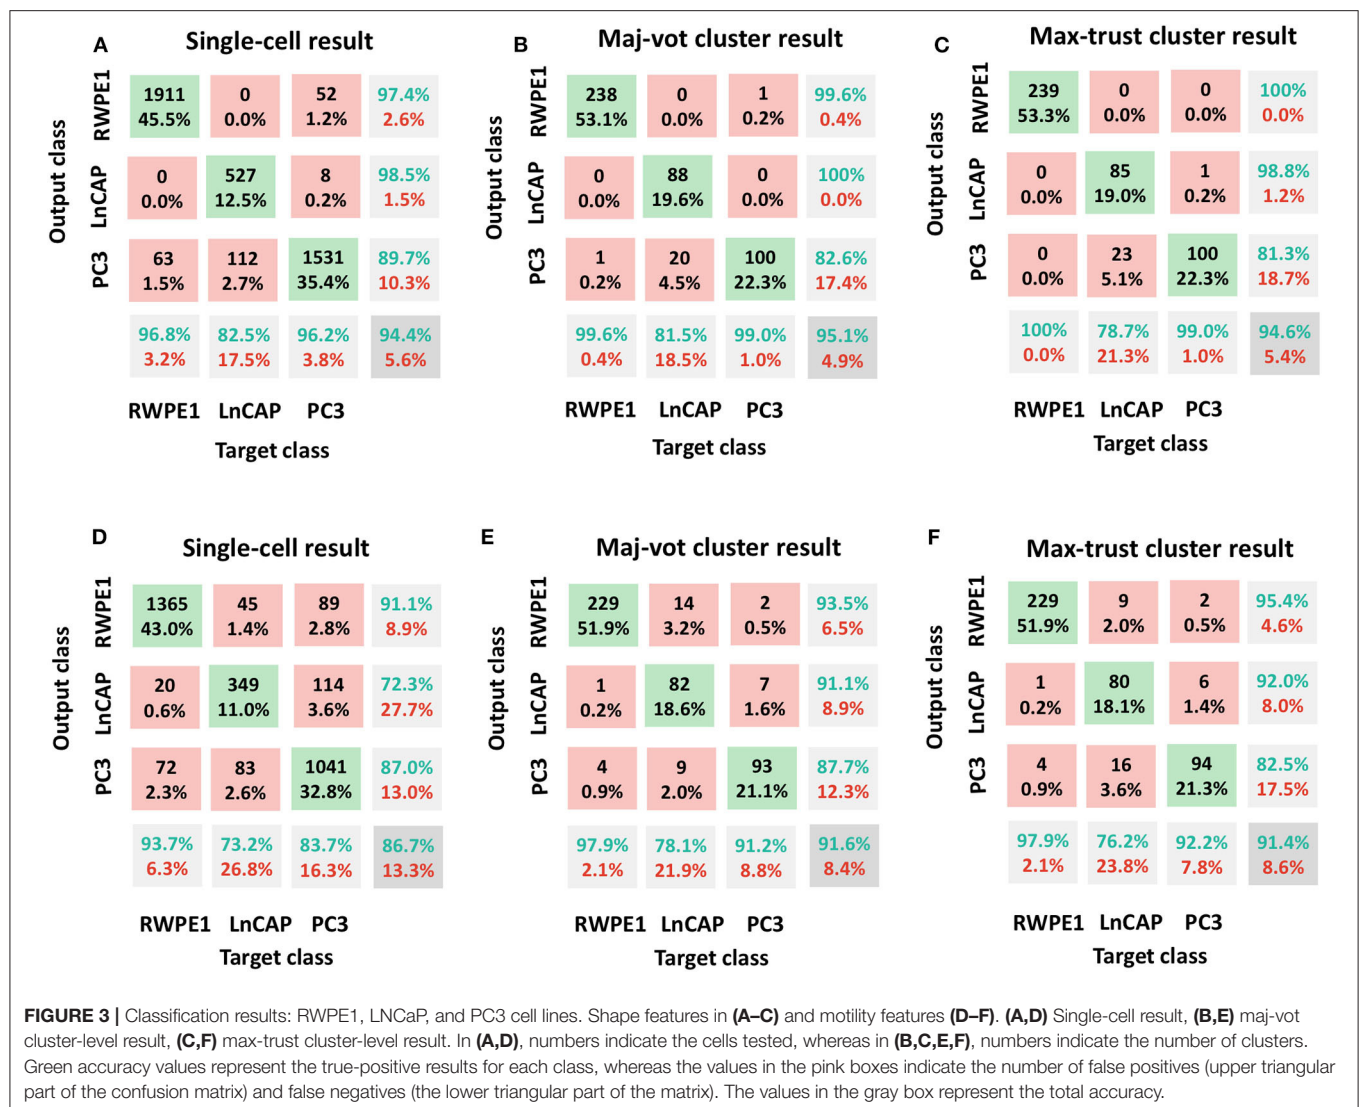 A
Single-cell result
Output class
RWPE1
1911 0 52 97.4%
45.5% 0.0% 1.2% 2.6%
LnCAP
0 527 8 98.5%
0.0% 12.5% 0.2% 1.5%
PC3
63 112 1531 89.7%
1.5% 2.7% 35.4% 10.3%
96.8% 82.5% 96.2% 94.4%
3.2% 17.5% 3.8% 5.6%
RWPE1 LnCAP PC3
Target class
B
Maj-vot cluster result
Output class
RWPE1
238 0 1 99.6%
53.1% 0.0% 0.2% 0.4%
LnCAP
0 88 0 100%
0.0% 19.6% 0.0% 0.0%
PC3
1 20 100 82.6%
0.2% 4.5% 22.3% 17.4%
99.6% 81.5% 99.0% 95.1%
0.4% 18.5% 1.0% 4.9%
RWPE1 LnCAP PC3
Target class
C
Max-trust cluster result
Output class
RWPE1
239 0 0 100%
53.3% 0.0% 0.0% 0.0%
LnCAP
0 85 1 98.8%
0.0% 19.0% 0.2% 1.2%
PC3
0 23 100 81.3%
0.0% 5.1% 22.3% 18.7%
100% 78.7% 99.0% 94.6%
0.0% 21.3% 1.0% 5.4%
RWPE1 LnCAP PC3
Target class
D
Single-cell result
Output class
RWPE1
1365 45 89 91.1%
43.0% 1.4% 2.8% 8.9%
LnCAP
20 349 114 72.3%
0.6% 11.0% 3.6% 27.7%
PC3
72 83 1041 87.0%
2.3% 2.6% 32.8% 13.0%
93.7% 73.2% 83.7% 86.7%
6.3% 26.8% 16.3% 13.3%
RWPE1 LnCAP PC3
Target class
E
Maj-vot cluster result
Output class
RWPE1
229 14 2 93.5%
51.9% 3.2% 0.5% 6.5%
LnCAP
1 82 7 91.1%
0.2% 18.6% 1.6% 8.9%
PC3
4 9 93 87.7%
0.9% 2.0% 21.1% 12.3%
97.9% 78.1% 91.2% 91.6%
2.1% 21.9% 8.8% 8.4%
RWPE1 LnCAP PC3
Target class
F
Max-trust cluster result
Output class
RWPE1
229 9 2 95.4%
51.9% 2.0% 0.5% 4.6%
LnCAP
1 80 6 92.0%
0.2% 18.1% 1.4% 8.0%
PC3
4 16 94 82.5%
0.9% 3.6% 21.3% 17.5%
97.9% 76.2% 92.2% 91.4%
2.1% 23.8% 7.8% 8.6%
RWPE1 LnCAP PC3
Target class
FIGURE 3 | Classification results: RWPE1, LNCaP, and PC3 cell lines. Shape features in (A–C) and motility features (D–F). (A,D) Single-cell result, (B,E) maj-vot
cluster-level result, (C,F) max-trust cluster-level result. In (A,D), numbers indicate the cells tested, whereas in (B,C,E,F), numbers indicate the number of clusters.
Green accuracy values represent the true-positive results for each class, whereas the values in the pink boxes indicate the number of false positives (upper triangular
part of the confusion matrix) and false negatives (the lower triangular part of the matrix). The values in the gray box represent the total accuracy.